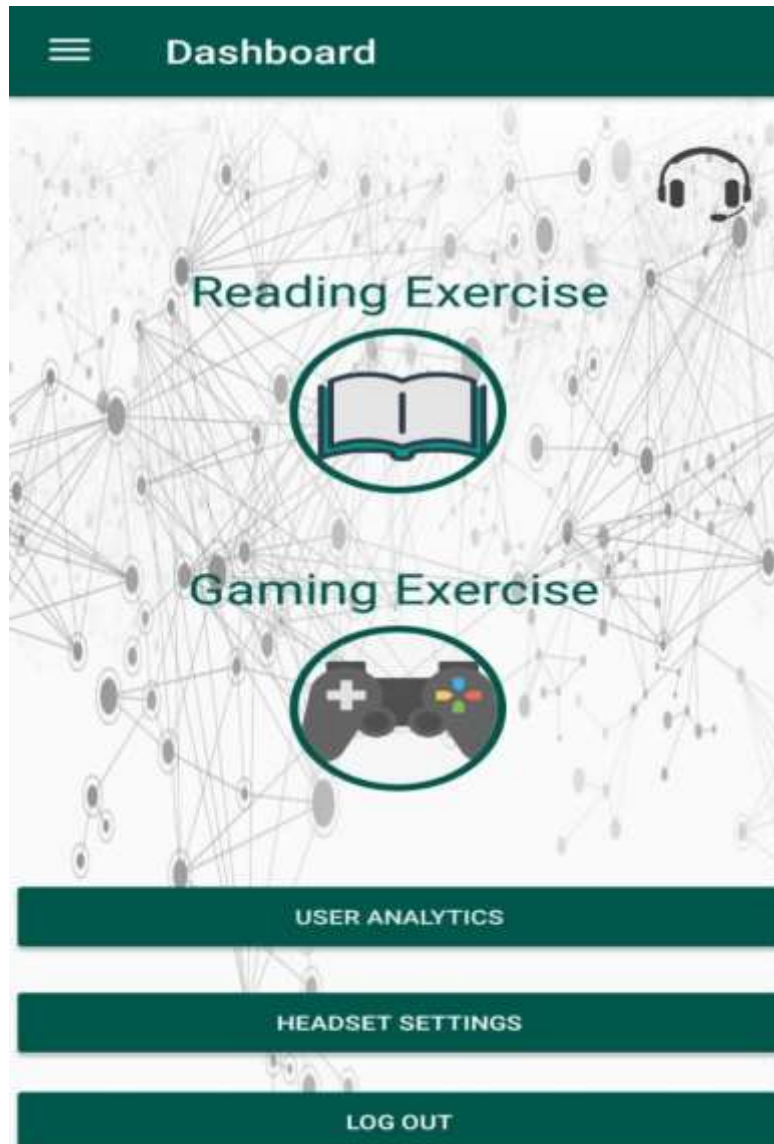 Dashboard
Reading Exercise
Gaming Exercise
USER ANALYTICS
HEADSET SETTINGS
LOG OUT